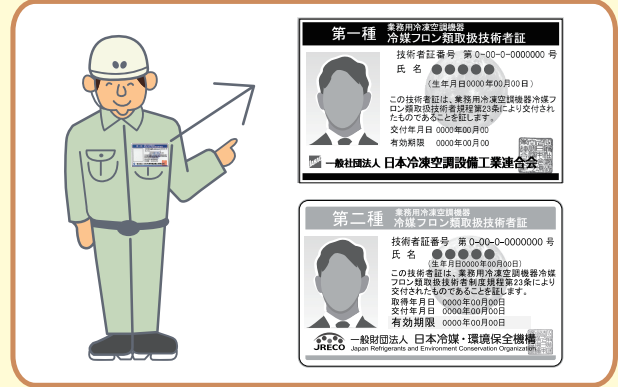 第一種 業務用冷凍空調機器
冷媒フロン類取扱技術者証
技術者証番号 第 0-00-0-0000000 号
氏 名 ●●●●●
(生年月日0000年00月00日)
この技術者証は、業務用冷凍空調機器冷媒フ
ロン類取扱技術者規程第23条により交付され
たものであることを証します。
交付年月日 0000年00月00
有効期限 0000年00月00
一般社団法人 日本冷凍空調設備工業連合会
第二種 業務用冷凍空調機器
冷媒フロン類取扱技術者証
技術者証番号 第 0-00-0-0000000 号
氏 名 ●●●●●
(生年月日0000年00月00日)
この技術者証は、業務用冷凍空調機器冷媒
フロン類取扱技術者制度規程第23条により
交付されたものであることを証します。
取得年月日 0000年00月00日
交付年月日 0000年00月00日
有効期限 0000年00月00日
JRECO 一般財団法人 日本冷媒・環境保全機構
Japan Refrigerants and Environment Conservation Organization